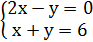 2x – y = 0
x + y = 6